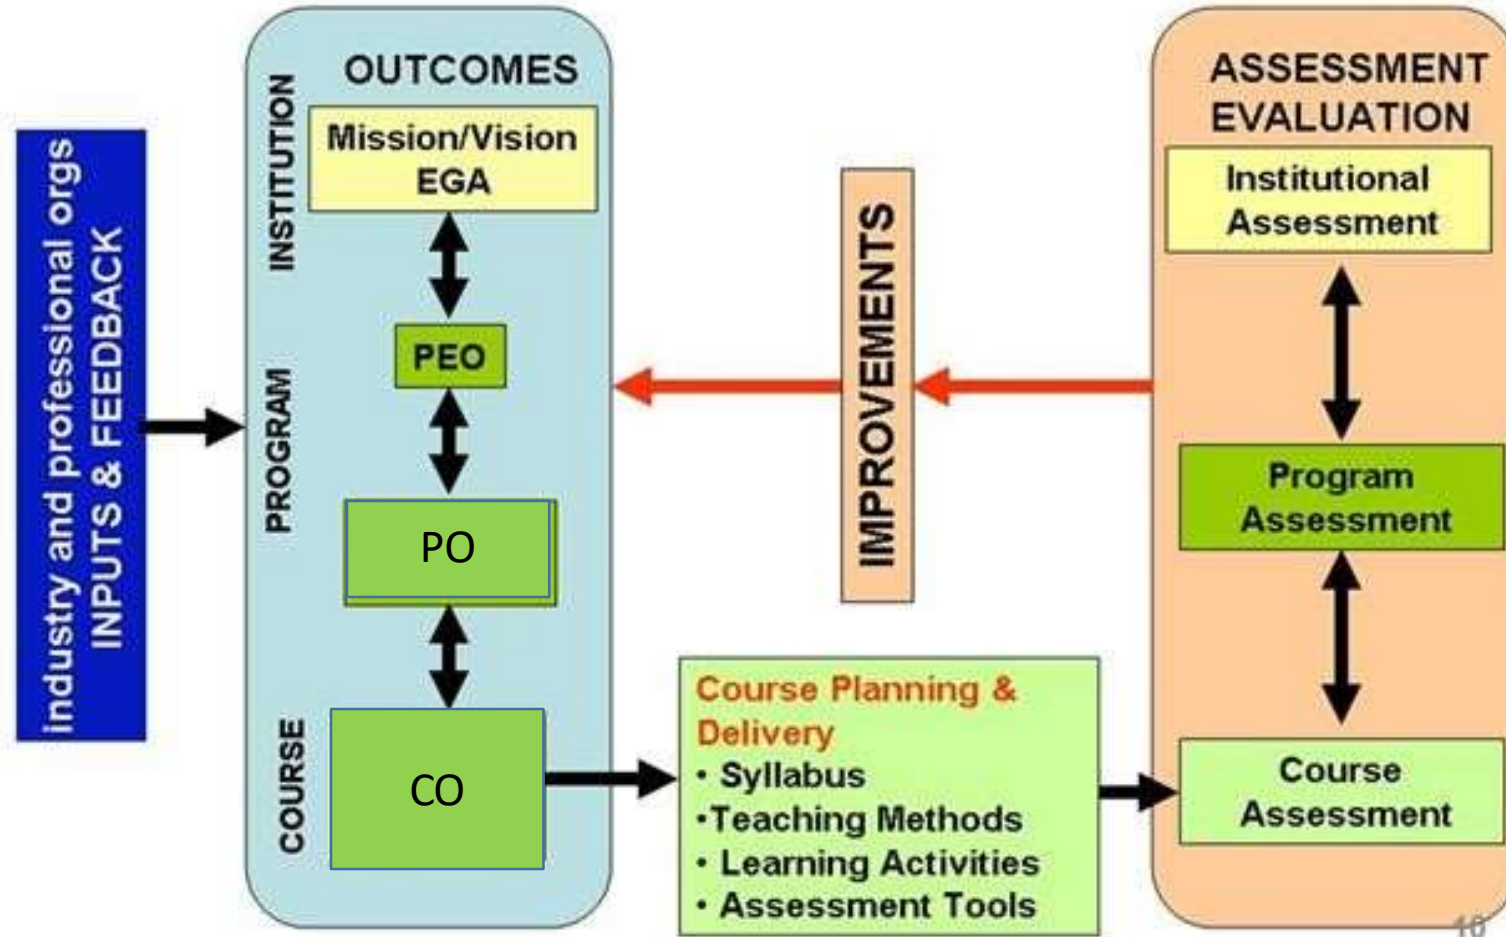 industry and professional orgs
INPUTS & FEEDBACK
OUTCOMES
INSTITUTION
Mission/Vision
EGA
PROGRAM
PEO
PO
COURSE
CO
Course Planning &
Delivery
• Syllabus
•Teaching Methods
• Learning Activities
• Assessment Tools
IMPROVEMENTS
ASSESSMENT
EVALUATION
Institutional
Assessment
Program
Assessment
Course
Assessment
10